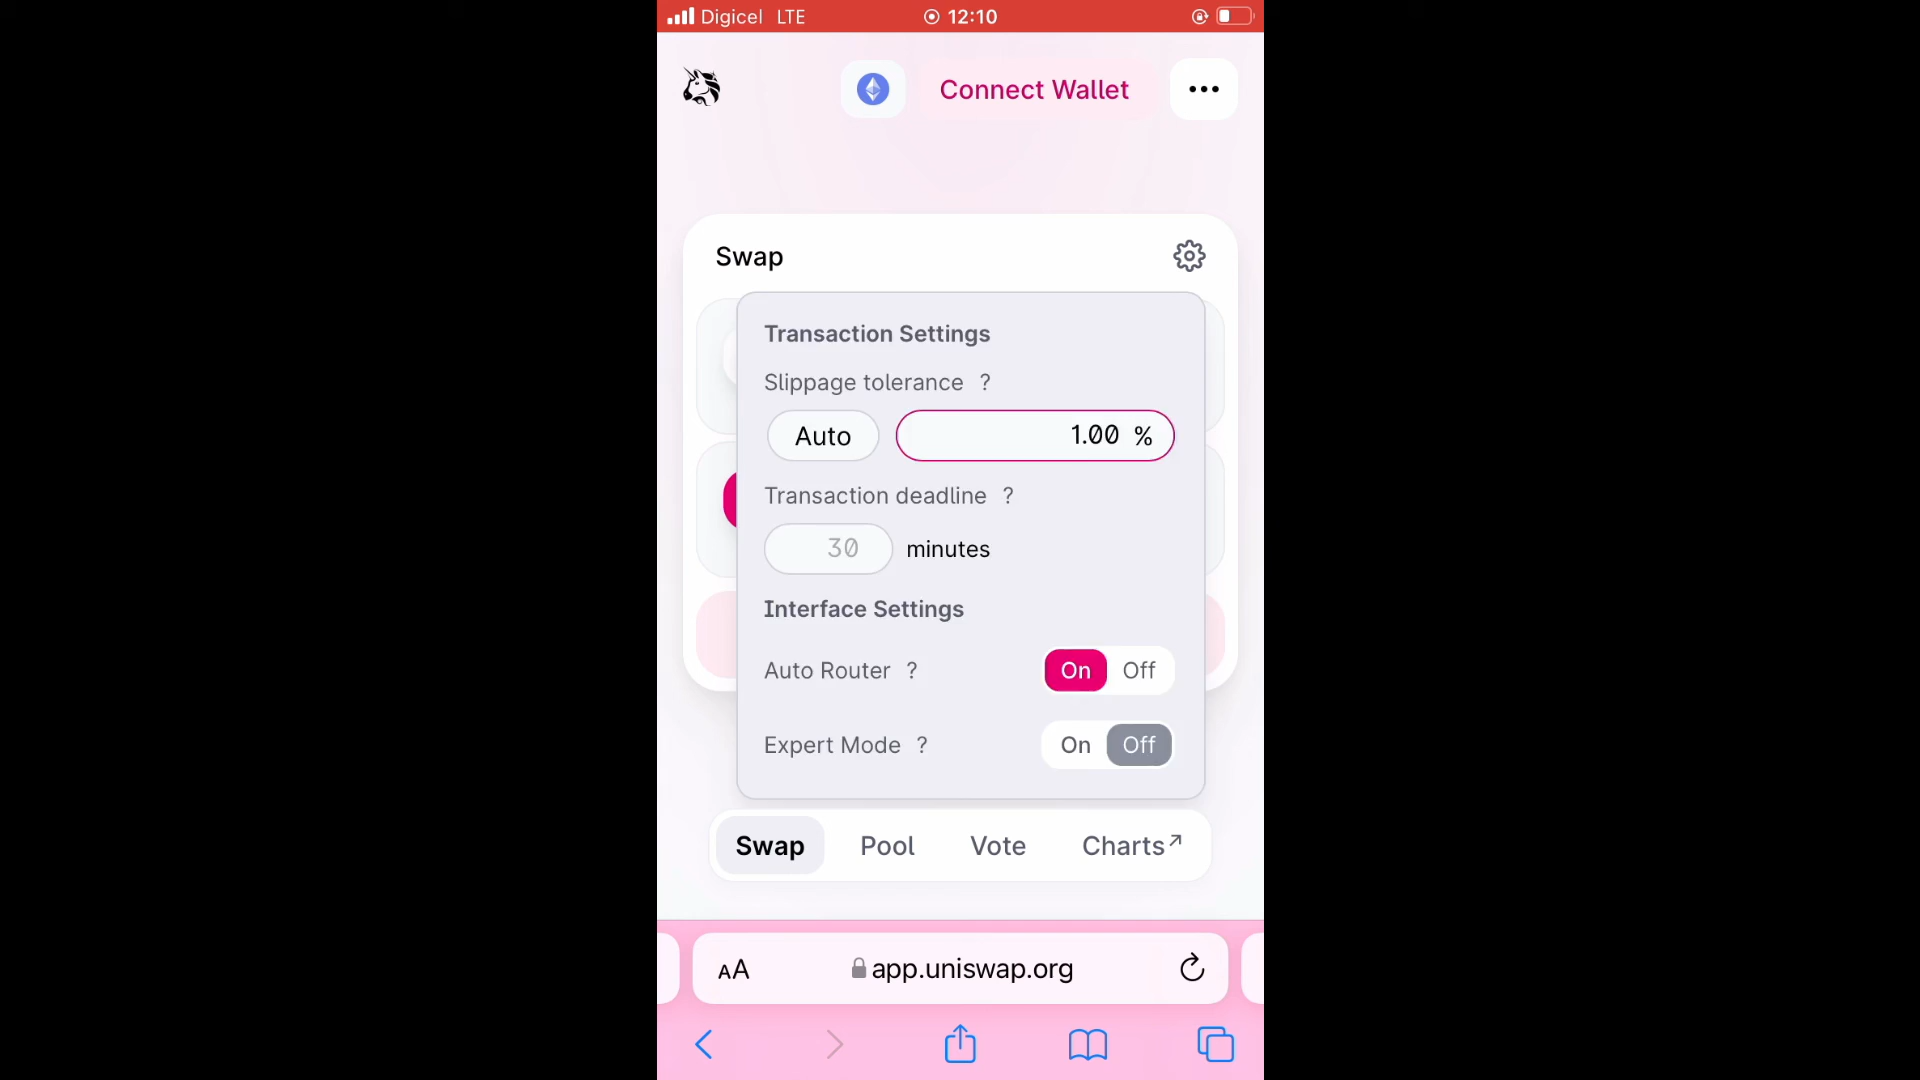 Digicel LTE 12:10
Connect Wallet
Swap
Transaction Settings
Slippage tolerance ?
Auto 1.00 %
Transaction deadline ?
30 minutes
Interface Settings
Auto Router ? On Off
Expert Mode ? On Off
Swap Pool Vote Charts↗
AA app.uniswap.org